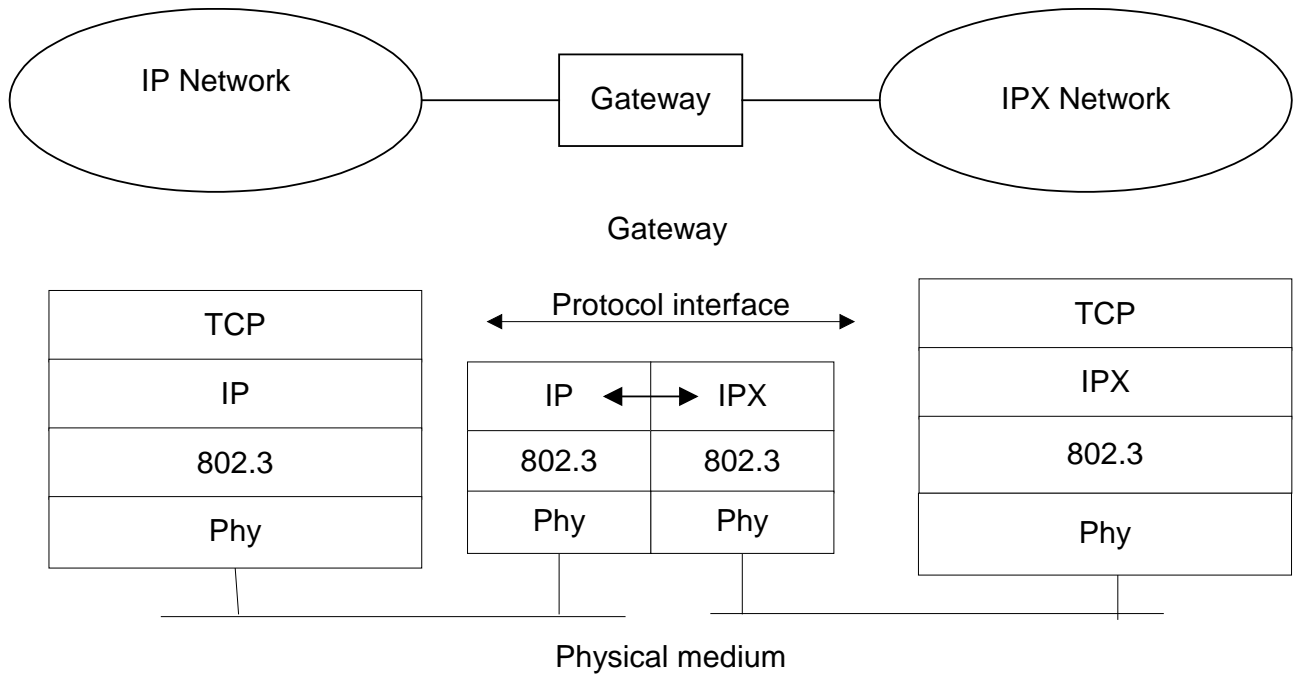 IP Network
Gateway
IPX Network
Gateway
TCP
IP
802.3
Phy
Protocol interface
IP
IPX
802.3
802.3
Phy
Phy
TCP
IPX
802.3
Phy
Physical medium